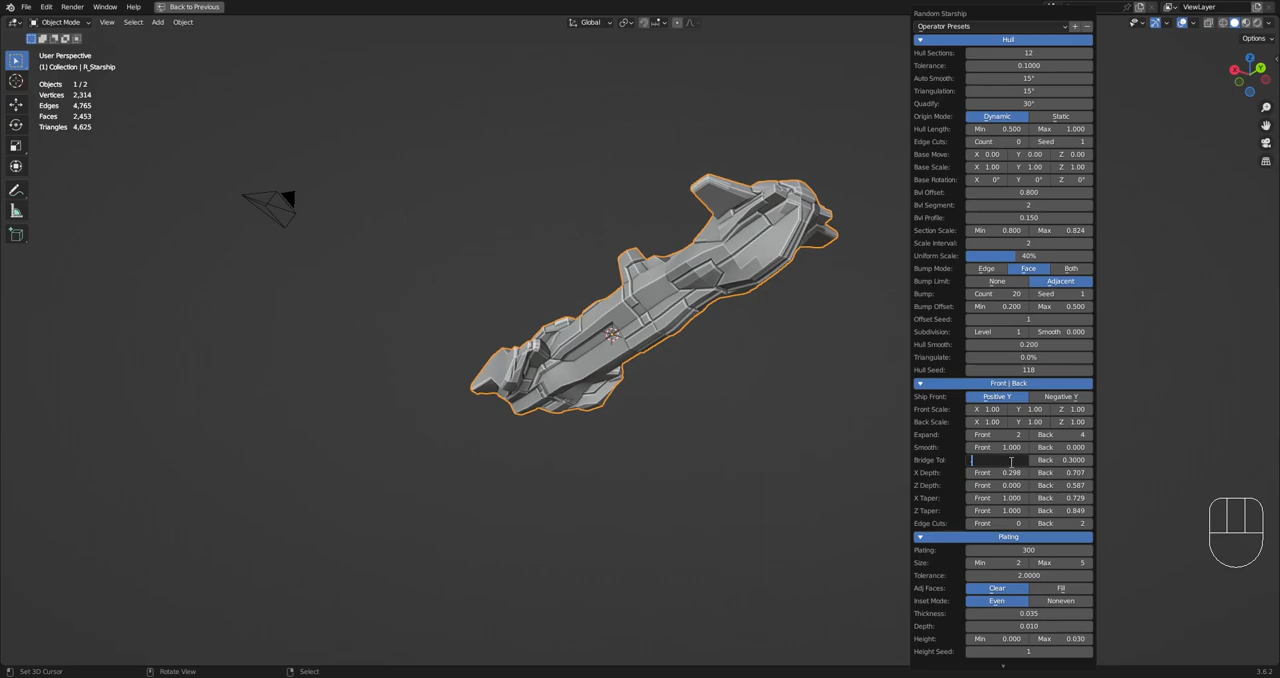 File Edit Render Window Help Back to Previous ViewLayer
Object Mode View Select Add Object Global Options
Random Starship
Operator Presets
User Perspective
(1) Collection | R_Starship
Objects 1 / 2
Vertices 2,314
Edges 4,765
Faces 2,453
Triangles 4,625
X Y Z
Hull
Hull Sections: 12
Tolerance: 0.1000
Auto Smooth: 15°
Triangulation: 15°
Quadify: 30°
Origin Mode: Dynamic Static
Hull Length: Min 0.500 Max 1.000
Edge Cuts: Count 0 Seed 1
Base Move: X 0.00 Y 0.00 Z 0.00
Base Scale: X 1.00 Y 1.00 Z 1.00
Base Rotation: X 0° Y 0° Z 0°
Bvl Offset: 0.800
Bvl Segment: 2
Bvl Profile: 0.150
Section Scale: Min 0.800 Max 0.824
Scale Interval: 2
Uniform Scale: 40%
Bump Mode: Edge Face Both
Bump Limit: None Adjacent
Bump: Count 20 Seed 1
Bump Offset: Min 0.200 Max 0.500
Offset Seed: 1
Subdivision: Level 1 Smooth 0.000
Hull Smooth: 0.200
Triangulate: 0.0%
Hull Seed: 118
Front | Back
Ship Front: Positive Y Negative Y
Front Scale: X 1.00 Y 1.00 Z 1.00
Back Scale: X 1.00 Y 1.00 Z 1.00
Expand: Front 2 Back 4
Smooth: Front 1.000 Back 0.000
Bridge Tol: Back 0.3000
X Depth: Front 0.298 Back 0.707
Z Depth: Front 0.000 Back 0.587
X Taper: Front 1.000 Back 0.729
Z Taper: Front 1.000 Back 0.849
Edge Cuts: Front 0 Back 2
Plating
Plating: 300
Size: Min 2 Max 5
Tolerance: 2.0000
Adj Faces: Clear Fill
Inset Mode: Even Noneven
Thickness: 0.035
Depth: 0.010
Height: Min 0.000 Max 0.030
Height Seed: 1
Set 3D Cursor Rotate View Select 3.6.2